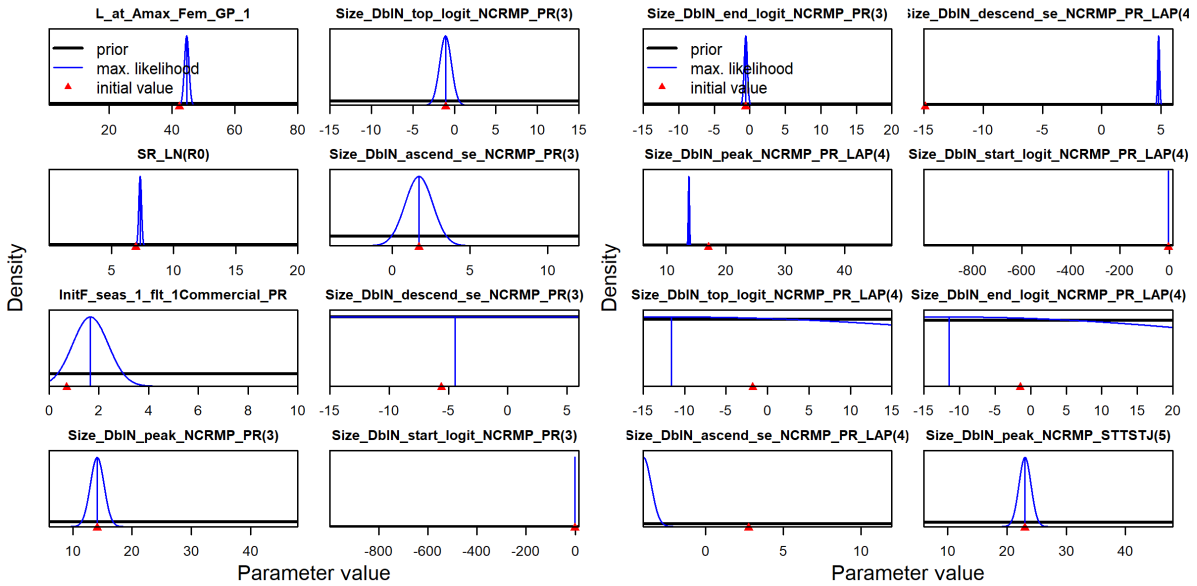 L_at_Amax_Fem_GP_1
prior
max. likelihood
initial value
20 40 60 80
Size_DblN_top_logit_NCRMP_PR(3)
-15 -10 -5 0 5 10 15
SR_LN(R0)
5 10 15 20
Size_DblN_ascend_se_NCRMP_PR(3)
0 5 10
InitF_seas_1_flt_1Commercial_PR
0 2 4 6 8 10
Size_DblN_descend_se_NCRMP_PR(3)
-15 -10 -5 0 5
Size_DblN_peak_NCRMP_PR(3)
10 20 30 40
Size_DblN_start_logit_NCRMP_PR(3)
-800 -600 -400 -200 0
Density
Parameter value
Size_DblN_end_logit_NCRMP_PR(3)
prior
max. likelihood
initial value
-15 -10 -5 0 5 10 15 20
Size_DblN_descend_se_NCRMP_PR_LAP(4
-15 -10 -5 0 5
Size_DblN_peak_NCRMP_PR_LAP(4)
10 20 30 40
Size_DblN_start_logit_NCRMP_PR_LAP(4)
-800 -600 -400 -200 0
Size_DblN_top_logit_NCRMP_PR_LAP(4)
-15 -10 -5 0 5 10 15
Size_DblN_end_logit_NCRMP_PR_LAP(4)
-15 -10 -5 0 5 10 15 20
Size_DblN_ascend_se_NCRMP_PR_LAP(4)
0 5 10
Size_DblN_peak_NCRMP_STTSTJ(5)
10 20 30 40
Density
Parameter value